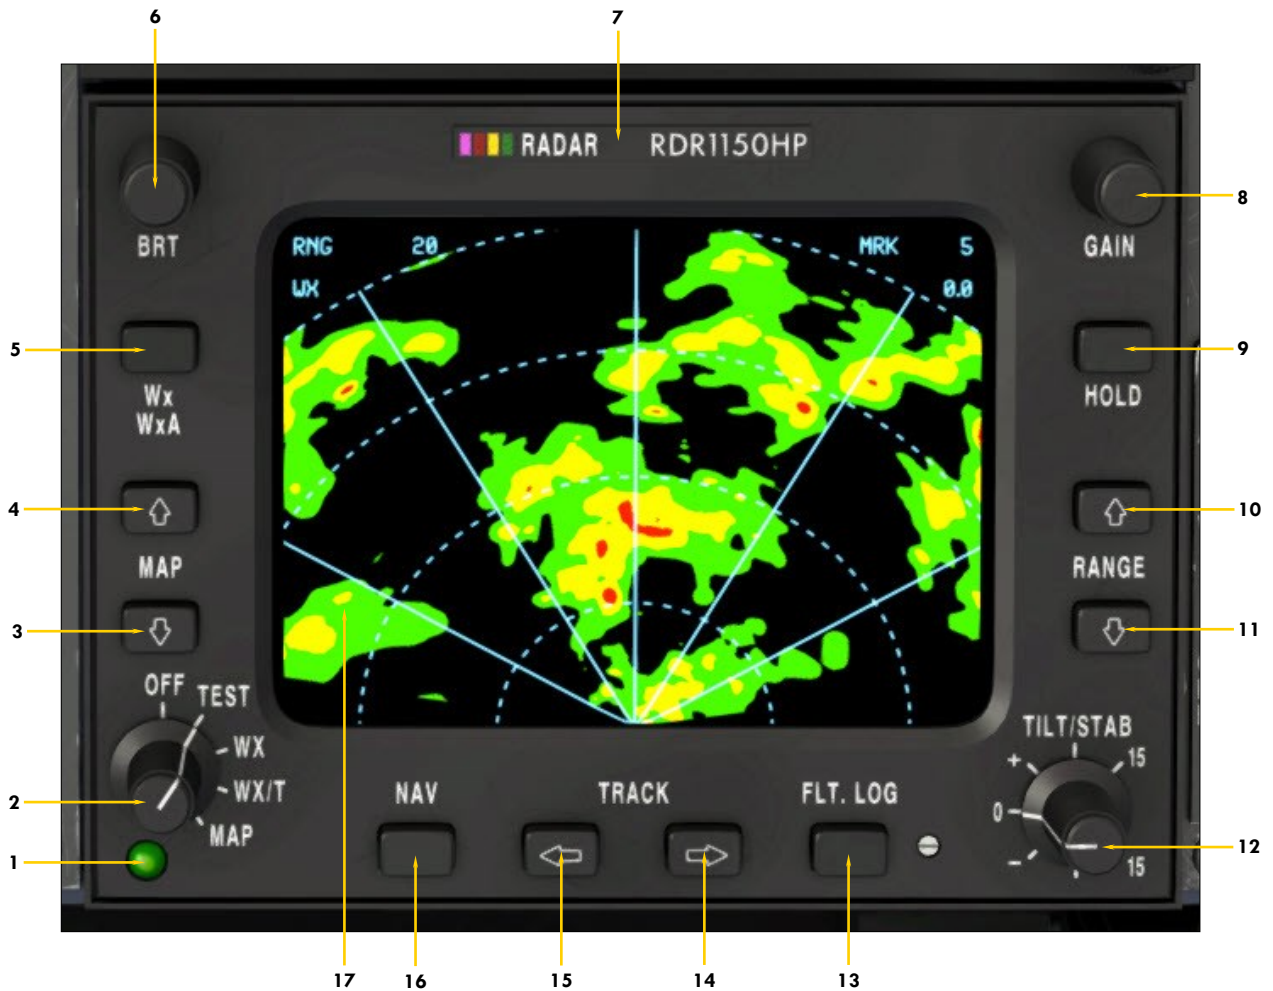 6
7
RADAR RDR1150HP
8
BRT
GAIN
RNG 20
MRK 5
WX
0.0
5
9
Wx
WxA
HOLD
4
10
MAP
RANGE
3
11
OFF
TEST
WX
WX/T
MAP
2
1
NAV
TRACK
FLT. LOG
TILT/STAB
+
15
0
-
15
12
17
16
15
14
13